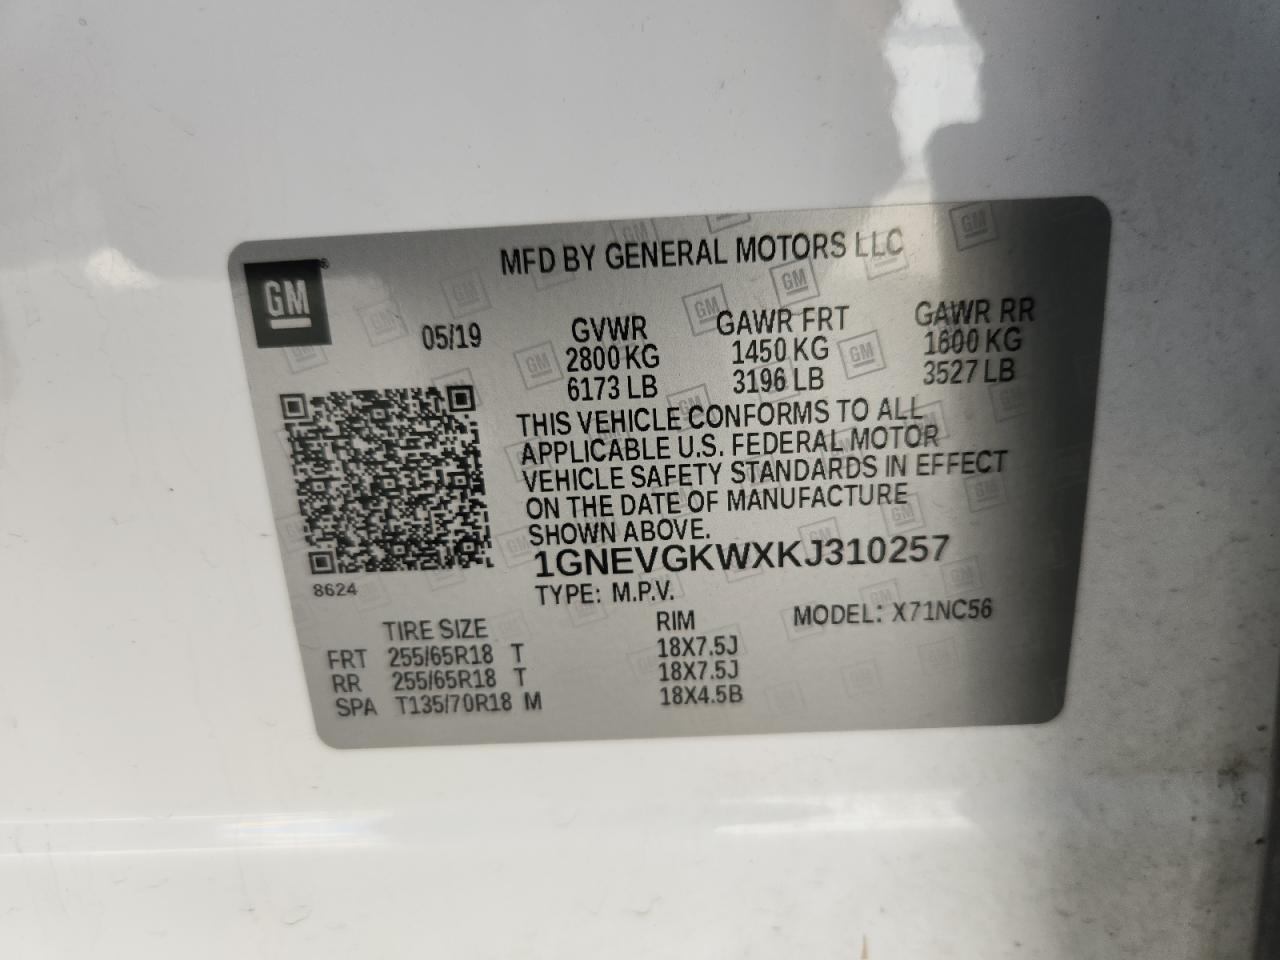 MFD BY GENERAL MOTORS LLC
GM®
05/19
GVWR GAWR FRT GAWR RR
2800 KG 1450 KG 1600 KG
6173 LB 3196 LB 3527 LB
THIS VEHICLE CONFORMS TO ALL
APPLICABLE U.S. FEDERAL MOTOR
VEHICLE SAFETY STANDARDS IN EFFECT
ON THE DATE OF MANUFACTURE
SHOWN ABOVE.
1GNEVGKWXKJ310257
8624
TYPE: M.P.V. MODEL: X71NC56
TIRE SIZE RIM
FRT 255/65R18 T 18X7.5J
RR 255/65R18 T 18X7.5J
SPA T135/70R18 M 18X4.5B